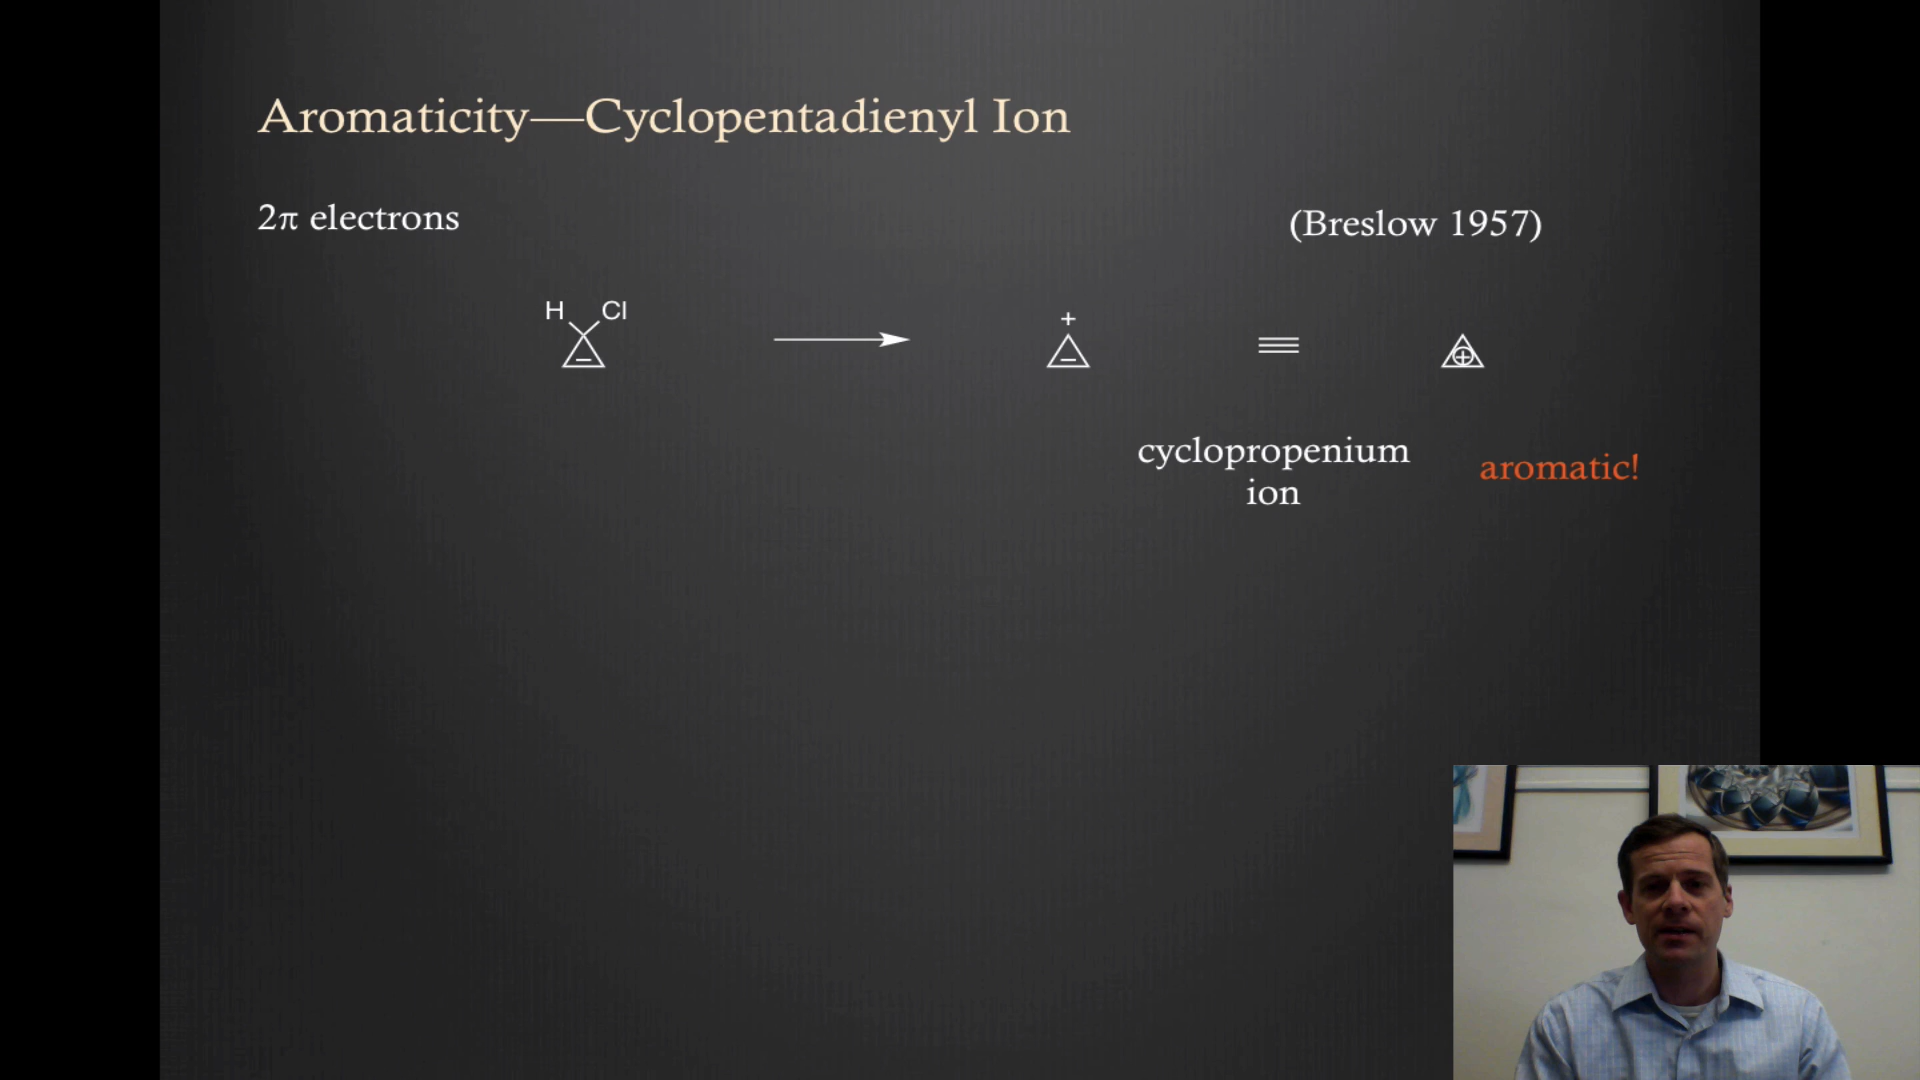 Aromaticity—Cyclopentadienyl Ion
2π electrons
(Breslow 1957)
H Cl
+
+
cyclopropenium
ion
aromatic!